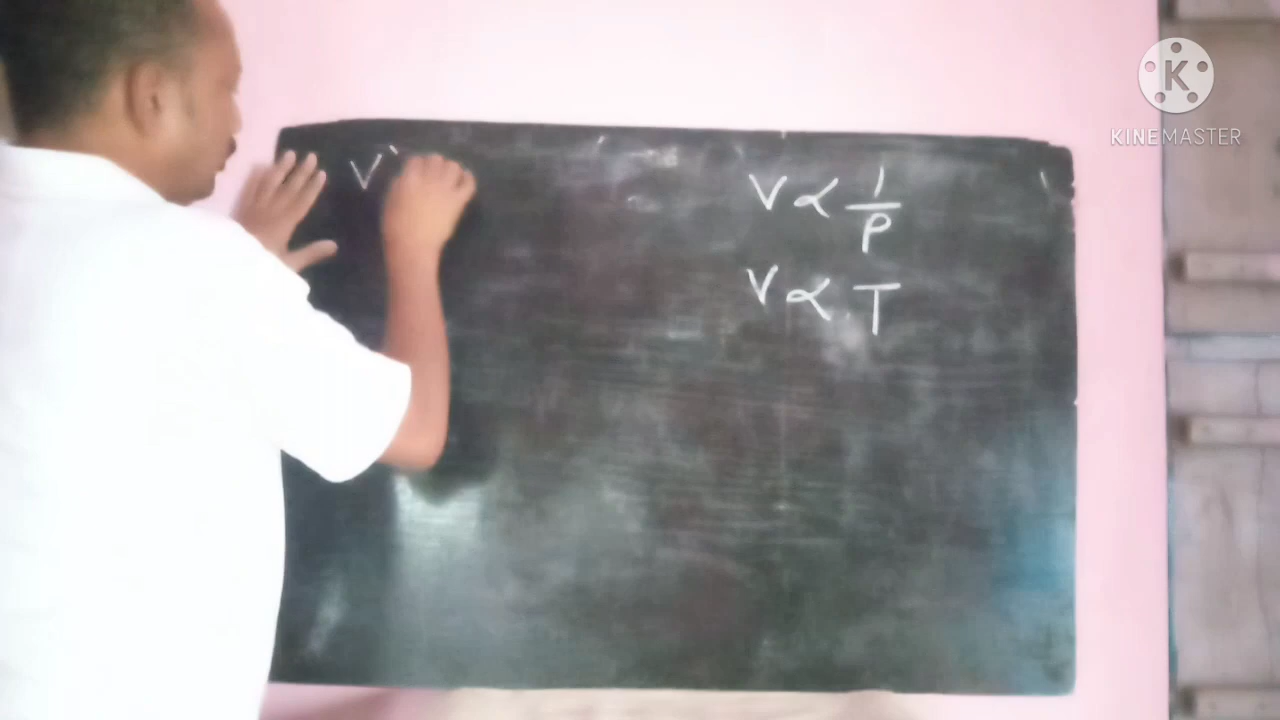 V
V ∝ 1/P
V ∝ T
K
KINEMASTER